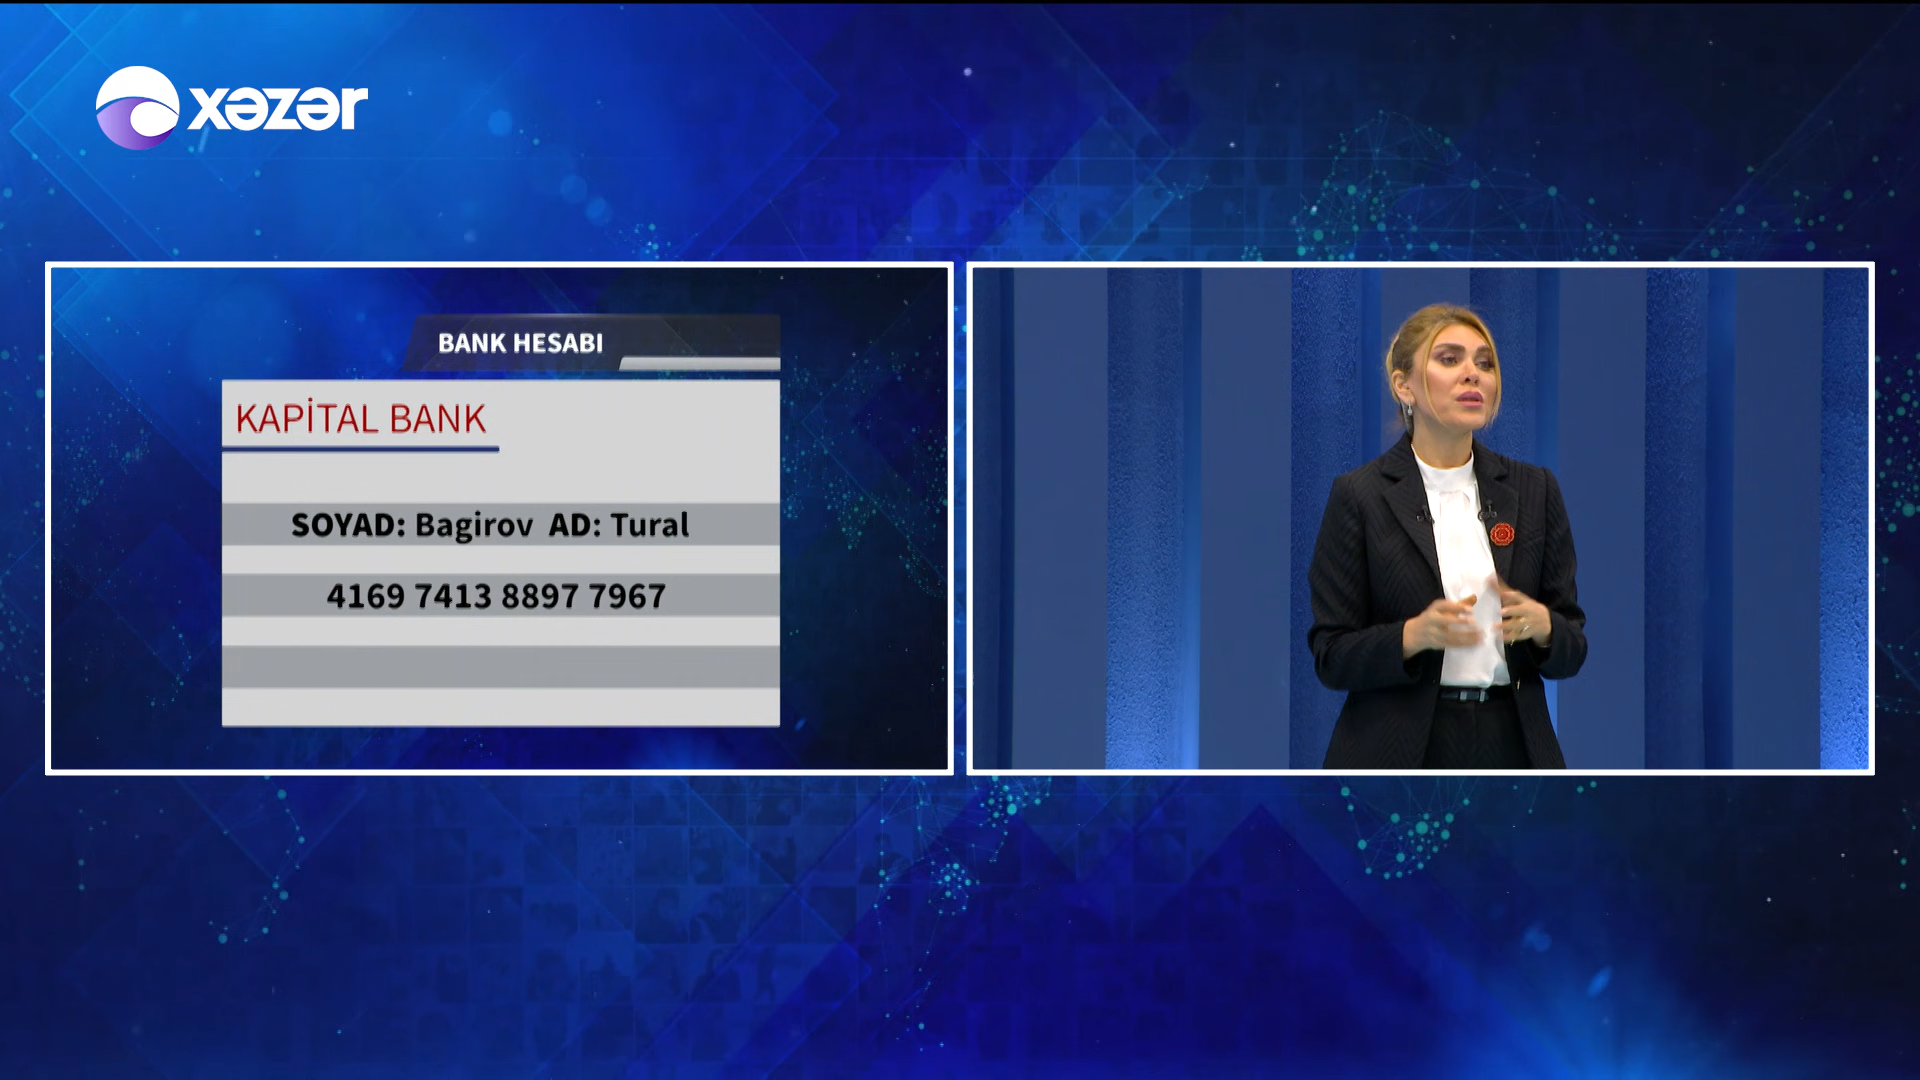 xəzər
BANK HESABI
KAPİTAL BANK
SOYAD: Bagirov AD: Tural
4169 7413 8897 7967